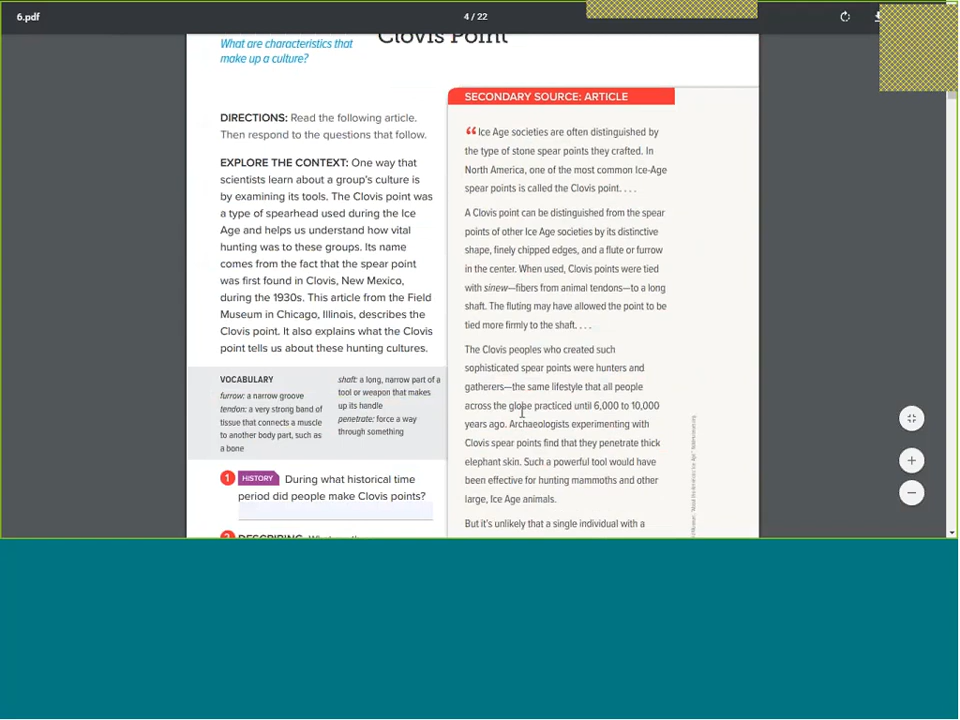 6.pdf
4 / 22
What are characteristics that
make up a culture?
Clovis Point
DIRECTIONS: Read the following article.
Then respond to the questions that follow.
EXPLORE THE CONTEXT: One way that
scientists learn about a group's culture is
by examining its tools. The Clovis point was
a type of spearhead used during the Ice
Age and helps us understand how vital
hunting was to these groups. Its name
comes from the fact that the spear point
was first found in Clovis, New Mexico,
during the 1930s. This article from the Field
Museum in Chicago, Illinois, describes the
Clovis point. It also explains what the Clovis
point tells us about these hunting cultures.
VOCABULARY
furrow: a narrow groove
tendon: a very strong band of
tissue that connects a muscle
to another body part, such as
a bone
shaft: a long, narrow part of a
tool or weapon that makes
up its handle
penetrate: force a way
through something
1 HISTORY During what historical time
period did people make Clovis points?
2 DESCRIBING
SECONDARY SOURCE: ARTICLE
“Ice Age societies are often distinguished by
the type of stone spear points they crafted. In
North America, one of the most common Ice-Age
spear points is called the Clovis point. . . .
A Clovis point can be distinguished from the spear
points of other Ice Age societies by its distinctive
shape, finely chipped edges, and a flute or furrow
in the center. When used, Clovis points were tied
with sinew—fibers from animal tendons—to a long
shaft. The fluting may have allowed the point to be
tied more firmly to the shaft. . . .
The Clovis peoples who created such
sophisticated spear points were hunters and
gatherers—the same lifestyle that all people
across the globe practiced until 6,000 to 10,000
years ago. Archaeologists experimenting with
Clovis spear points find that they penetrate thick
elephant skin. Such a powerful tool would have
been effective for hunting mammoths and other
large, Ice Age animals.
But it's unlikely that a single individual with a